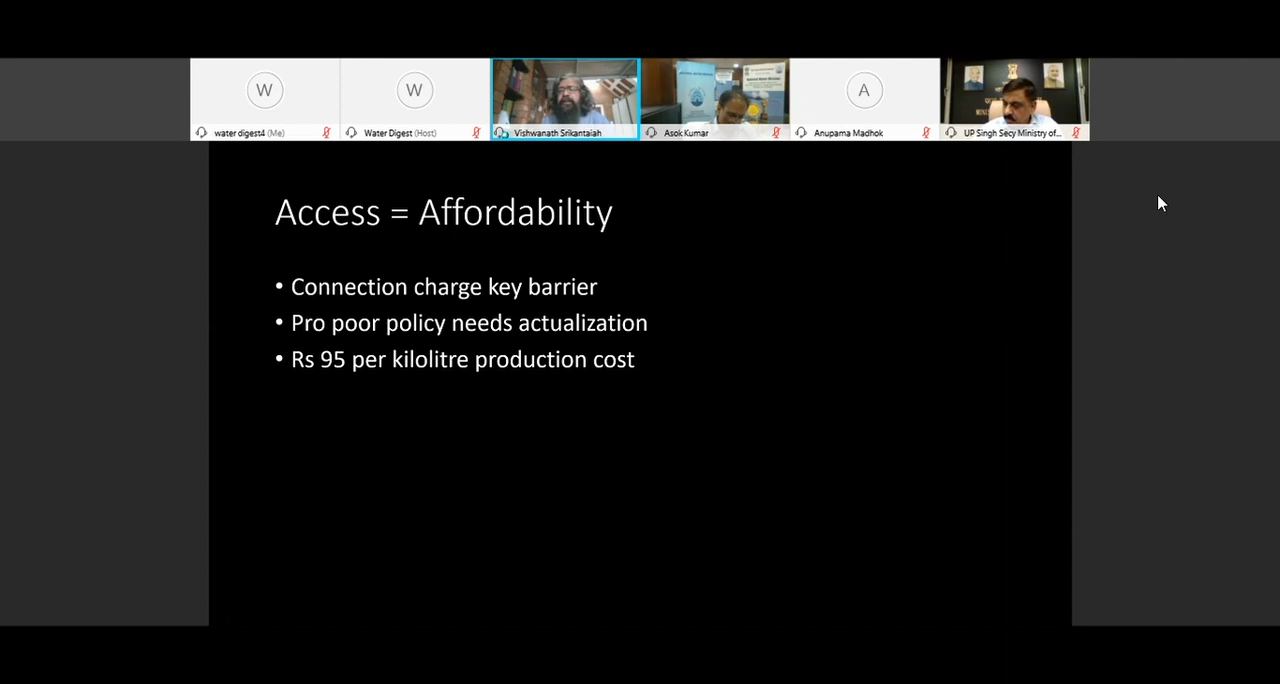 W
W
A
water digest4 (Me)
Water Digest (Host)
Vishwanath Srikantaiah
Asok Kumar
Anupama Madhok
UP Singh Secy Ministry of...
Access = Affordability
• Connection charge key barrier
• Pro poor policy needs actualization
• Rs 95 per kilolitre production cost